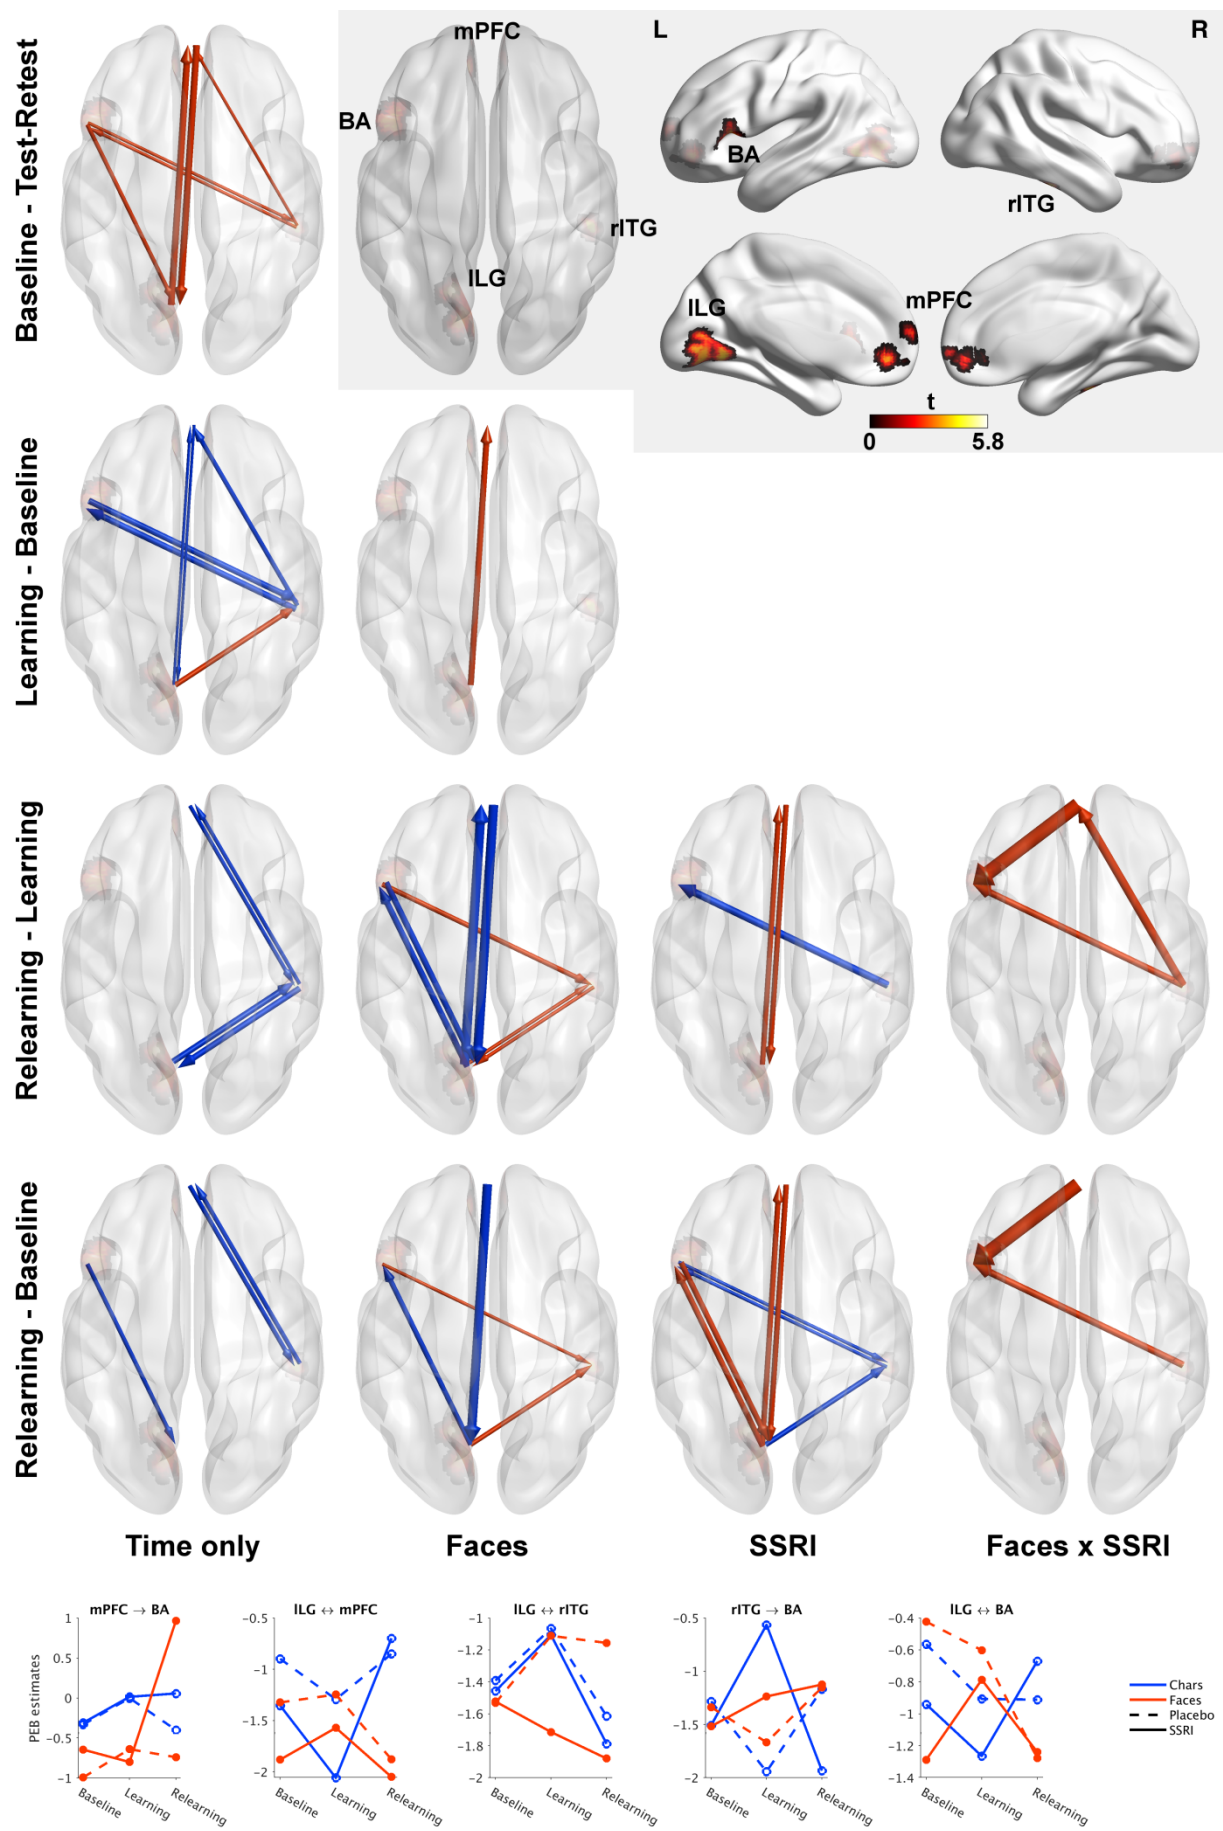 Baseline - Test-Retest
mPFC
BA
rITG
lLG
L
R
BA
rITG
lLG
mPFC
t
0
5.8
Learning - Baseline
Relearning - Learning
Relearning - Baseline
Time only
Faces
SSRI
Faces x SSRI
mPFC → BA
PEB estimates
1
0.5
0
−0.5
−1
Baseline
Learning
Relearning
lLG ↔ mPFC
−0.5
−1
−1.5
−2
Baseline
Learning
Relearning
lLG ↔ rITG
−1
−1.2
−1.4
−1.6
−1.8
−2
Baseline
Learning
Relearning
rITG → BA
−0.5
−1
−1.5
−2
Baseline
Learning
Relearning
lLG ↔ BA
−0.4
−0.6
−0.8
−1
−1.2
−1.4
Baseline
Learning
Relearning
Chars
Faces
Placebo
SSRI